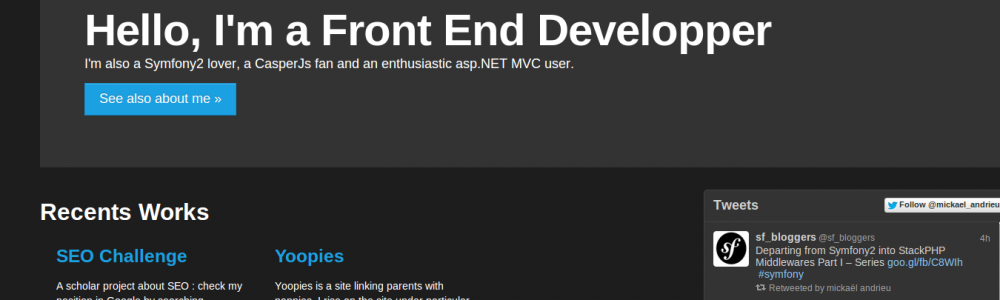 Hello, I'm a Front End Developper
I'm also a Symfony2 lover, a CasperJs fan and an enthusiastic asp.NET MVC user.
See also about me »
Recents Works
SEO Challenge
A scholar project about SEO : check my
position in Google by searching
Yoopies
Yoopies is a site linking parents with
nannies. I rise on the site under particular
Tweets
Follow @mickael_andrieu
sf
sf_bloggers @sf_bloggers 4h
Departing from Symfony2 into StackPHP
Middlewares Part I – Series goo.gl/fb/C8WIh
#symfony
Retweeted by mickaël andrieu